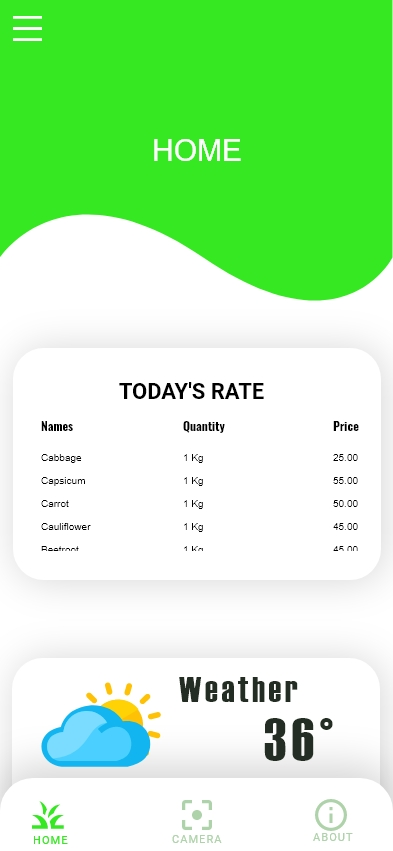 HOME
TODAY'S RATE
Names Quantity Price
Cabbage 1 Kg 25.00
Capsicum 1 Kg 55.00
Carrot 1 Kg 50.00
Cauliflower 1 Kg 45.00
Beetroot 1 Kg 45.00
Weather
36°
HOME CAMERA ABOUT